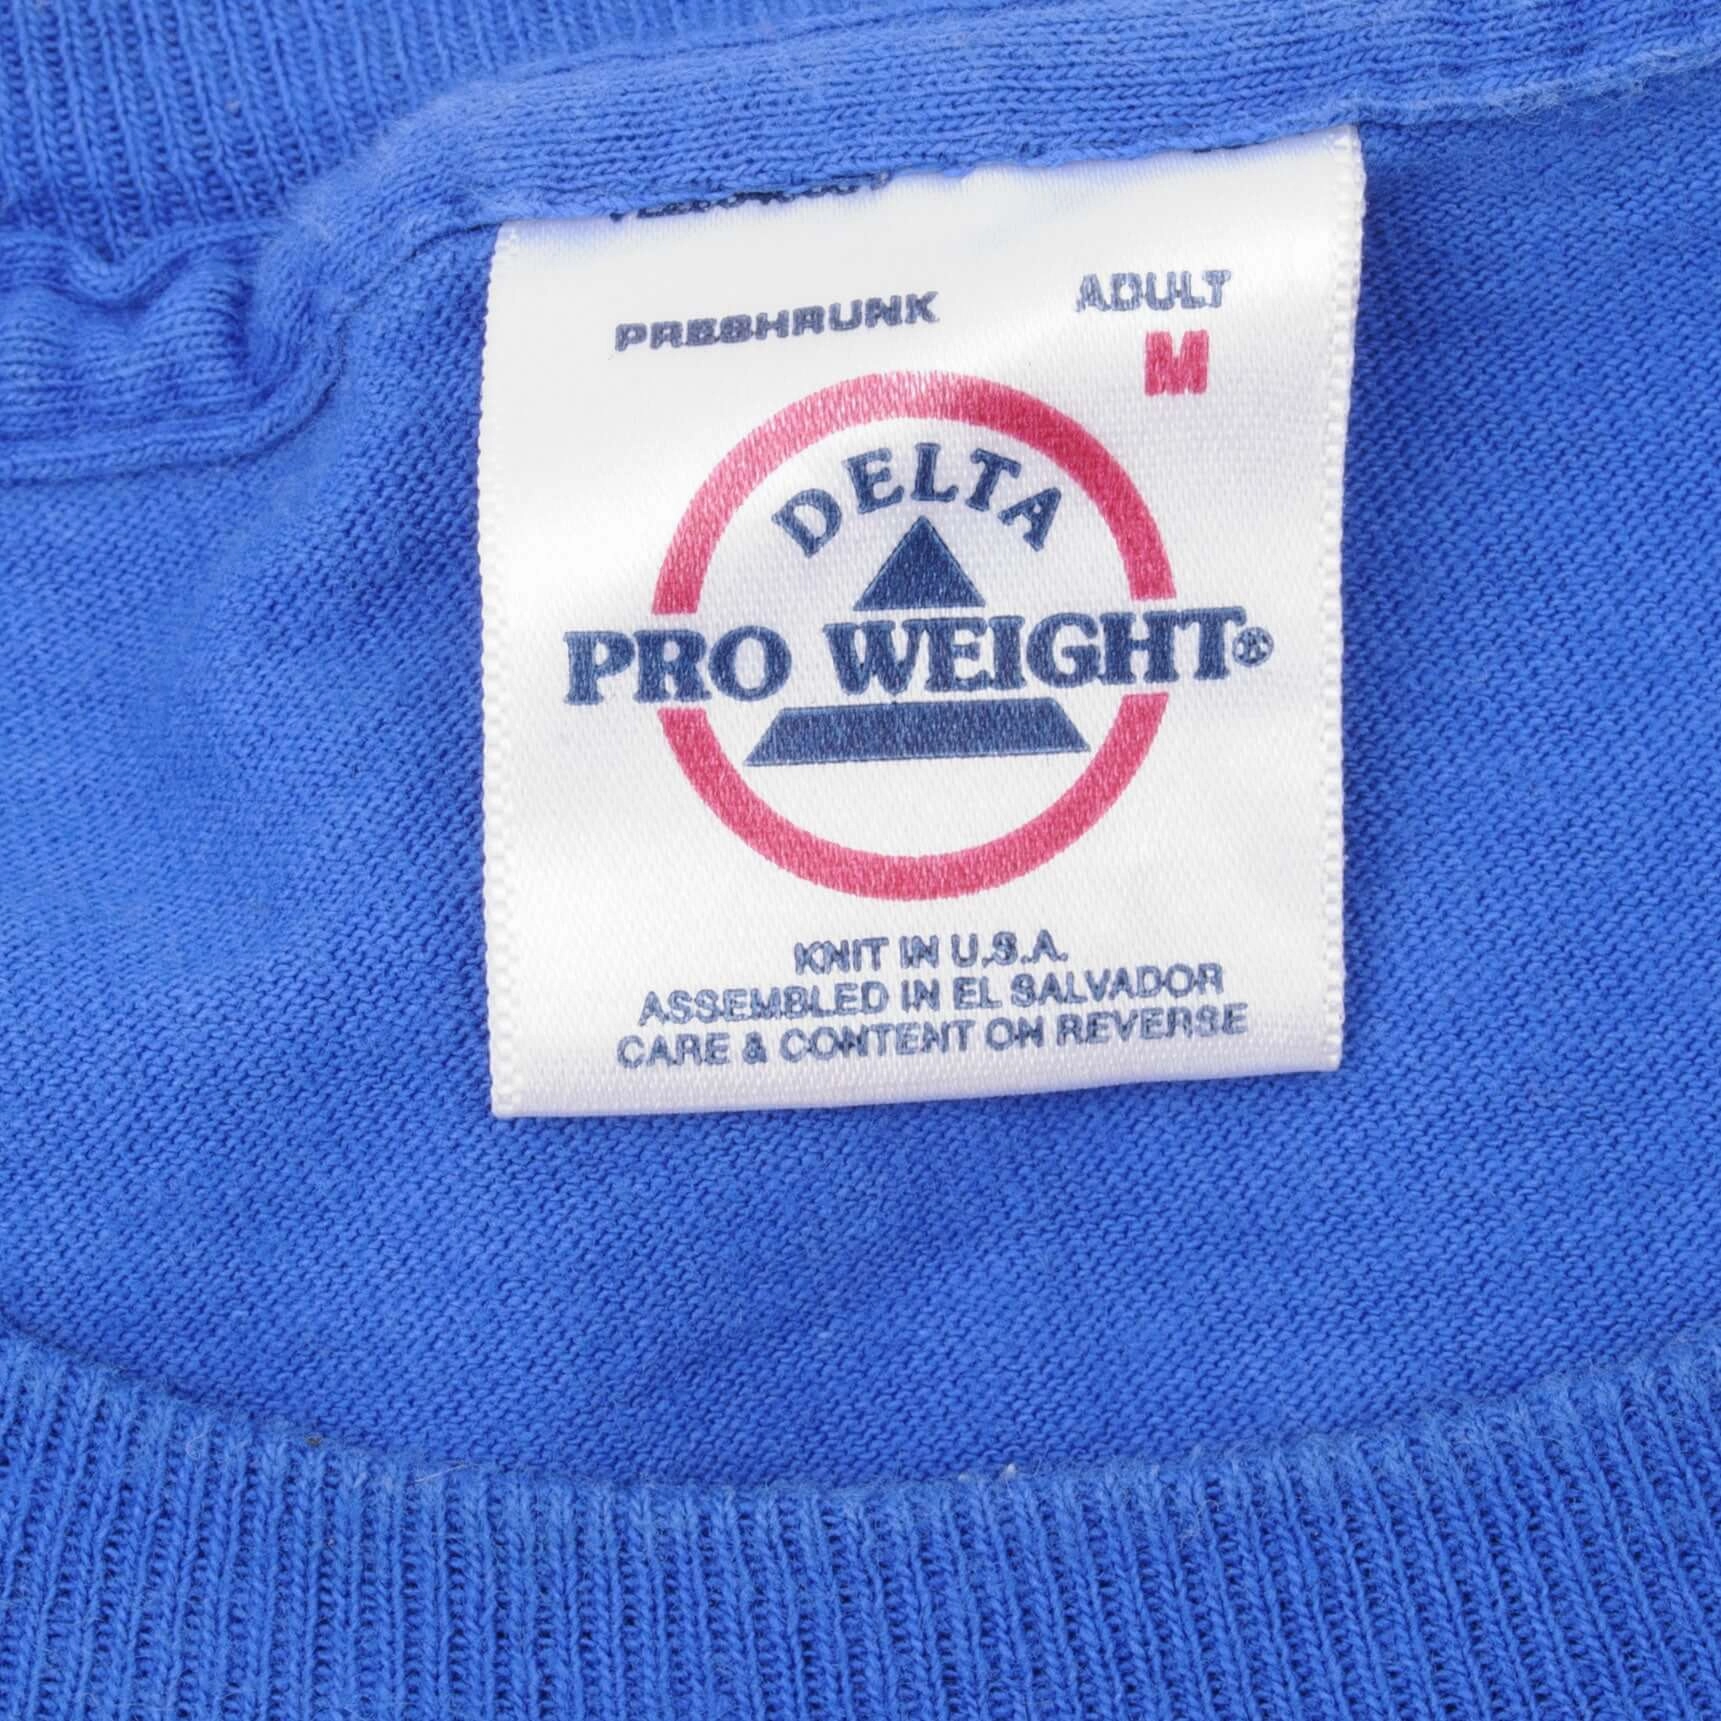 PRESHRUNK
ADULT
M
DELTA
PRO WEIGHT®
KNIT IN U.S.A.
ASSEMBLED IN EL SALVADOR
CARE & CONTENT ON REVERSE